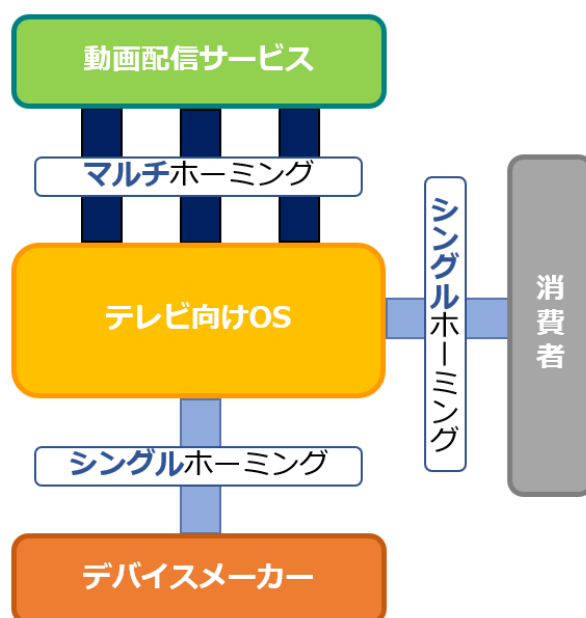 動画配信サービス
マルチホーミング
テレビ向けOS
シングルホーミング
消費者
シングルホーミング
デバイスメーカー